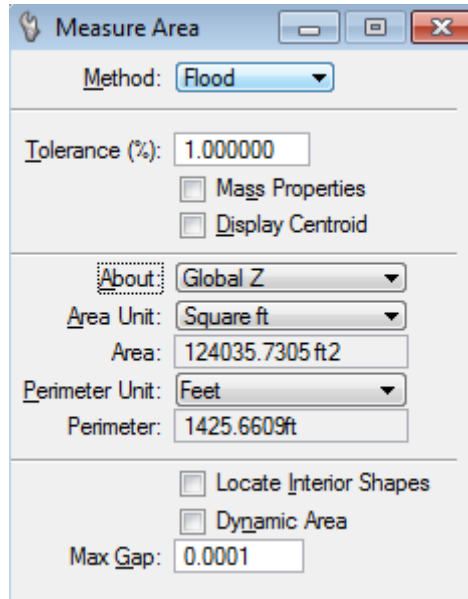 Measure Area
Method: Flood
Tolerance (%): 1.000000
Mass Properties
Display Centroid
About: Global Z
Area Unit: Square ft
Area: 124035.7305 ft2
Perimeter Unit: Feet
Perimeter: 1425.6609ft
Locate Interior Shapes
Dynamic Area
Max Gap: 0.0001